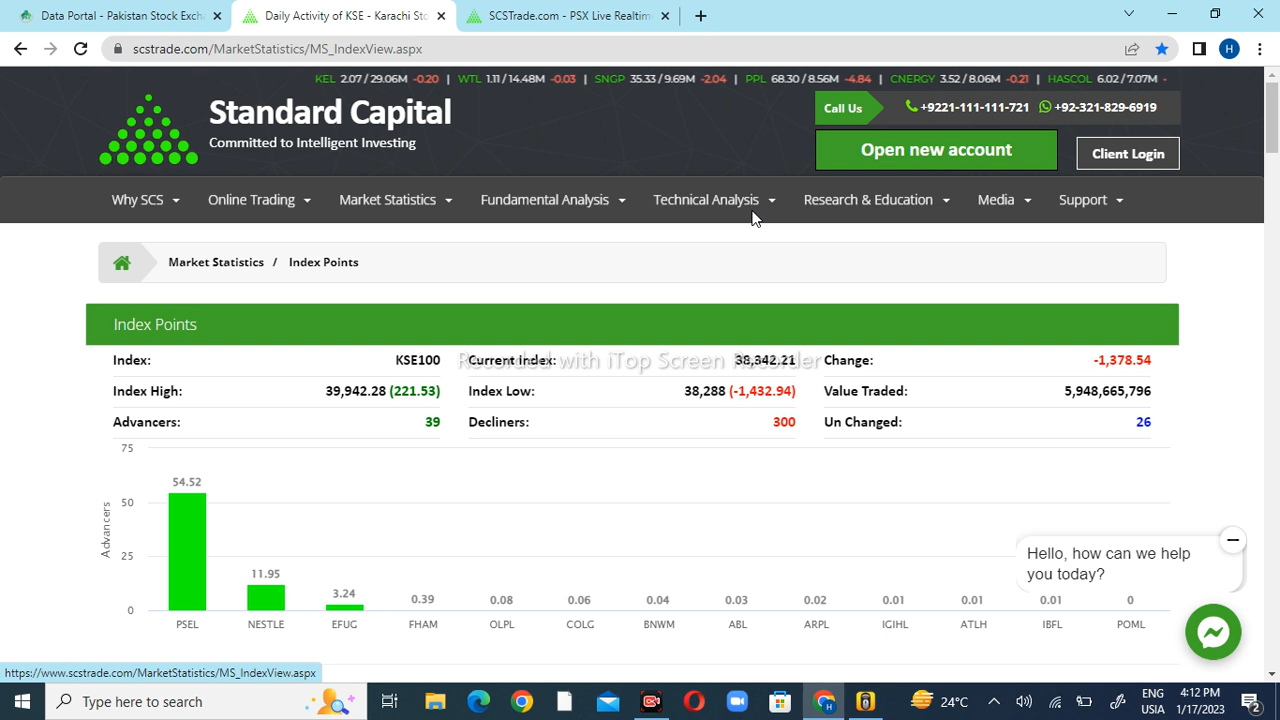 Data Portal - Pakistan Stock Exch
Daily Activity of KSE - Karachi Sto
SCSTrade.com - PSX Live Realtim
scstrade.com/MarketStatistics/MS_IndexView.aspx
H
KEL 2.07 / 29.06M -0.20 | WTL 1.11 / 14.48M -0.03 | SNGP 35.33 / 9.69M -2.04 | PPL 68.30 / 8.56M -4.84 | CNERGY 3.52 / 8.06M -0.21 | HASCOL 6.02 / 7.07M -
Standard Capital
Committed to Intelligent Investing
Call Us +9221-111-111-721 +92-321-829-6919
Open new account
Client Login
Why SCS Online Trading Market Statistics Fundamental Analysis Technical Analysis Research & Education Media Support
Market Statistics / Index Points
Index Points
Index: KSE100 Current Index: 38,342.21 Change: -1,378.54
Recorded with iTop Screen Recorder
Index High: 39,942.28 (221.53) Index Low: 38,288 (-1,432.94) Value Traded: 5,948,665,796
Advancers: 39 Decliners: 300 Un Changed: 26
75
50
25
0
Advancers
54.52 11.95 3.24 0.39 0.08 0.06 0.04 0.03 0.02 0.01 0.01 0.01 0
PSEL NESTLE EFUG FHAM OLPL COLG BNWM ABL ARPL IGIHL ATLH IBFL POML
Hello, how can we help
you today?
https://www.scstrade.com/MarketStatistics/MS_IndexView.aspx
Type here to search
H
24°C
ENG
USIA
4:12 PM
1/17/2023
2